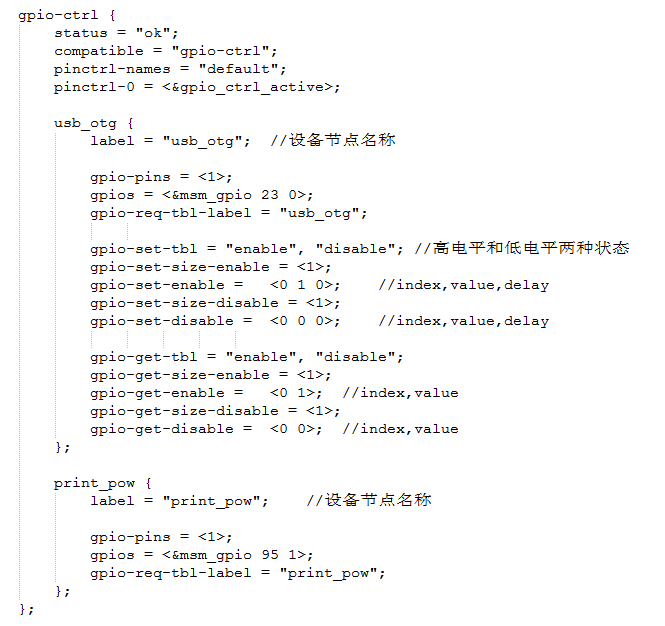 gpio-ctrl {
    status = "ok";
    compatible = "gpio-ctrl";
    pinctrl-names = "default";
    pinctrl-0 = <&gpio_ctrl_active>;
    usb_otg {
        label = "usb_otg";  //设备节点名称
        gpio-pins = <1>;
        gpios = <&msm_gpio 23 0>;
        gpio-req-tbl-label = "usb_otg";
        gpio-set-tbl = "enable", "disable"; //高电平和低电平两种状态
        gpio-set-size-enable = <1>;
        gpio-set-enable =   <0 1 0>;    //index,value,delay
        gpio-set-size-disable = <1>;
        gpio-set-disable =  <0 0 0>;    //index,value,delay
        gpio-get-tbl = "enable", "disable";
        gpio-get-size-enable = <1>;
        gpio-get-enable =   <0 1>;  //index,value
        gpio-get-size-disable = <1>;
        gpio-get-disable =  <0 0>;  //index,value
    };
    print_pow {
        label = "print_pow";    //设备节点名称
        gpio-pins = <1>;
        gpios = <&msm_gpio 95 1>;
        gpio-req-tbl-label = "print_pow";
    };
};